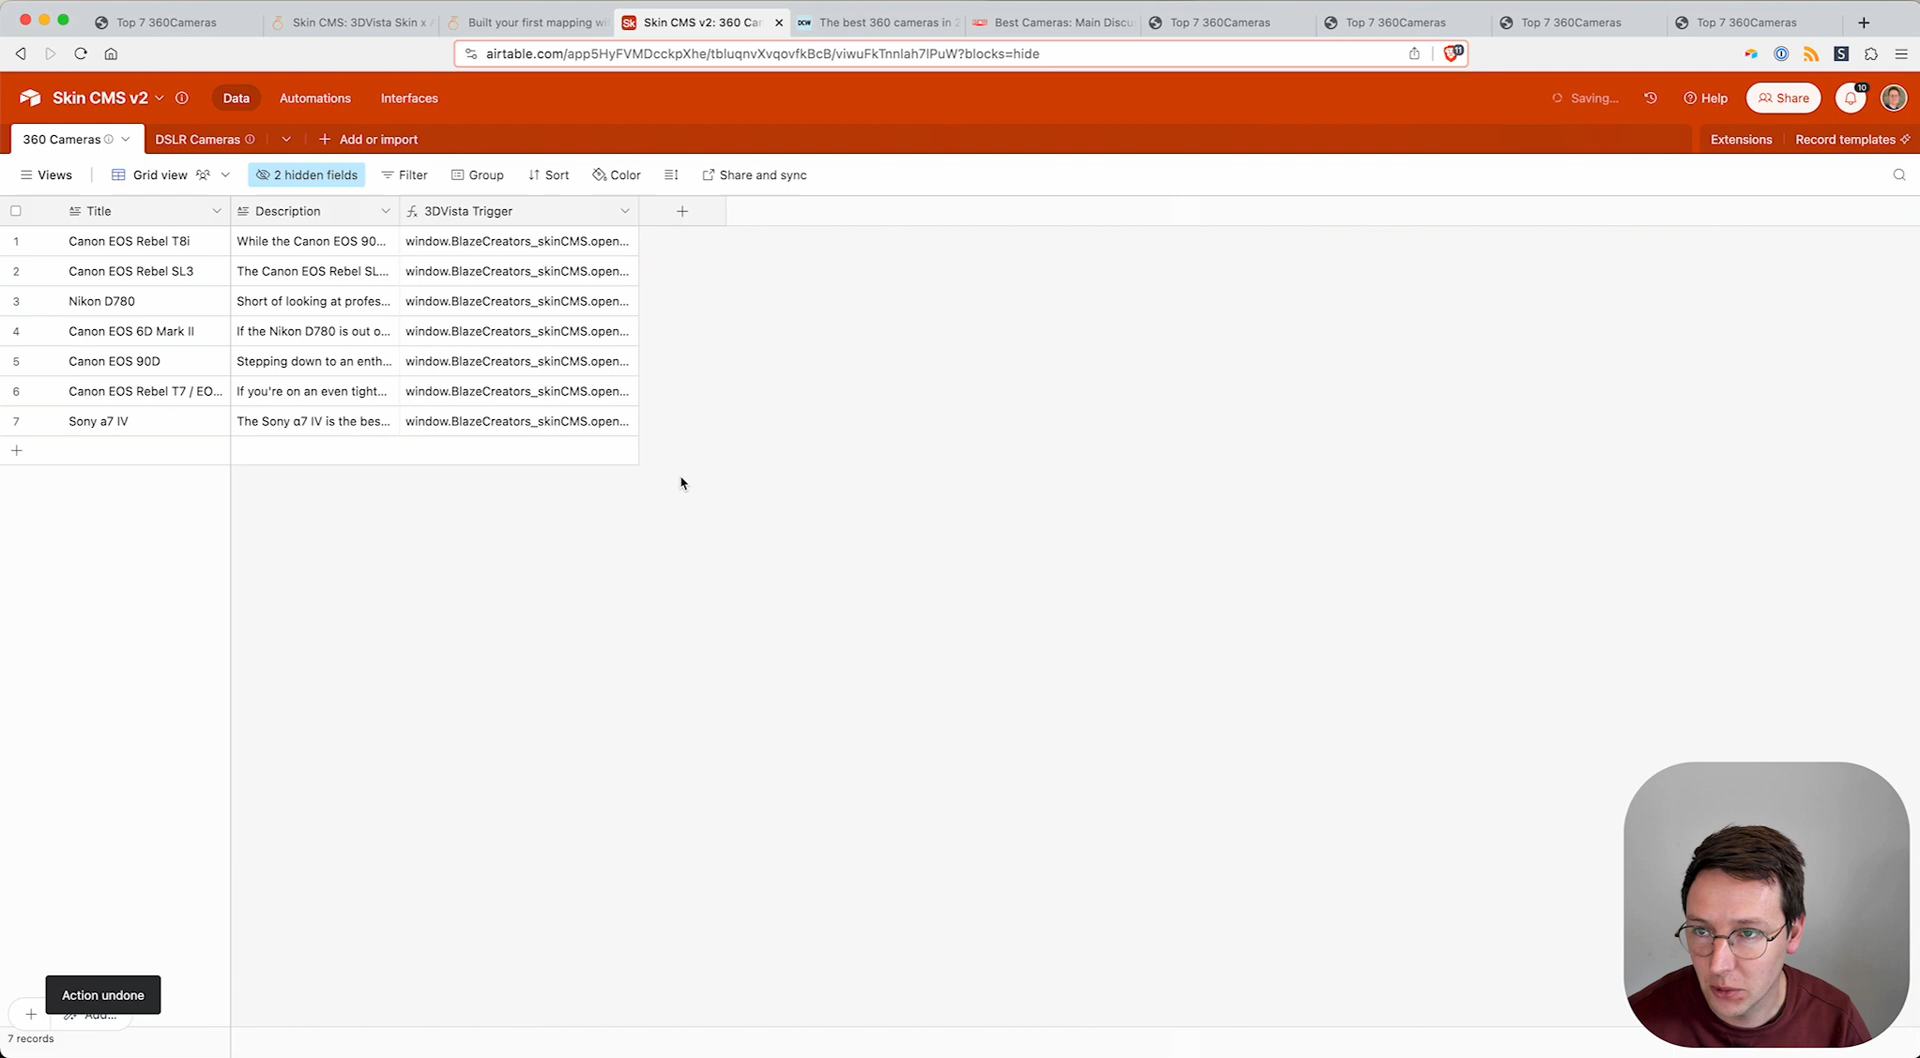 Top 7 360Cameras
Skin CMS: 3DVista Skin x
Built your first mapping wi
Skin CMS v2: 360 Ca
The best 360 cameras in 2
Best Cameras: Main Discu
Top 7 360Cameras
Top 7 360Cameras
Top 7 360Cameras
Top 7 360Cameras
11
Skin CMS v2
Data
Automations
Interfaces
Saving...
Help
Share
10
360 Cameras
DSLR Cameras
Add or import
Extensions
Record templates
Views
Grid view
2 hidden fields
Filter
Group
Sort
Color
Share and sync
Title
Description
3DVista Trigger
1 Canon EOS Rebel T8i While the Canon EOS 90... window.BlazeCreators_skinCMS.open...
2 Canon EOS Rebel SL3 The Canon EOS Rebel SL... window.BlazeCreators_skinCMS.open...
3 Nikon D780 Short of looking at profes... window.BlazeCreators_skinCMS.open...
4 Canon EOS 6D Mark II If the Nikon D780 is out o... window.BlazeCreators_skinCMS.open...
5 Canon EOS 90D Stepping down to an enth... window.BlazeCreators_skinCMS.open...
6 Canon EOS Rebel T7 / EO... If you're on an even tight... window.BlazeCreators_skinCMS.open...
7 Sony a7 IV The Sony α7 IV is the bes... window.BlazeCreators_skinCMS.open...
Action undone
Add...
7 records